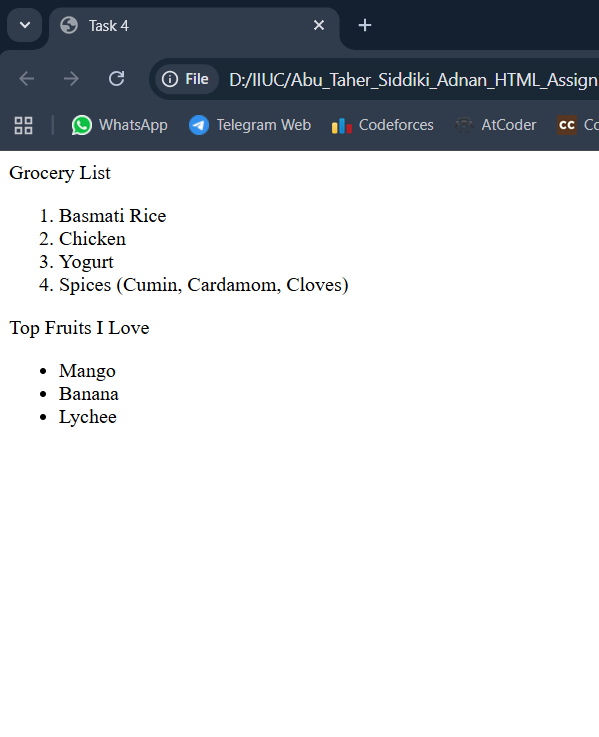 Task 4
File D:/IIUC/Abu_Taher_Siddiki_Adnan_HTML_Assign
WhatsApp Telegram Web Codeforces AtCoder cc Co
Grocery List
1. Basmati Rice
2. Chicken
3. Yogurt
4. Spices (Cumin, Cardamom, Cloves)
Top Fruits I Love
• Mango
• Banana
• Lychee